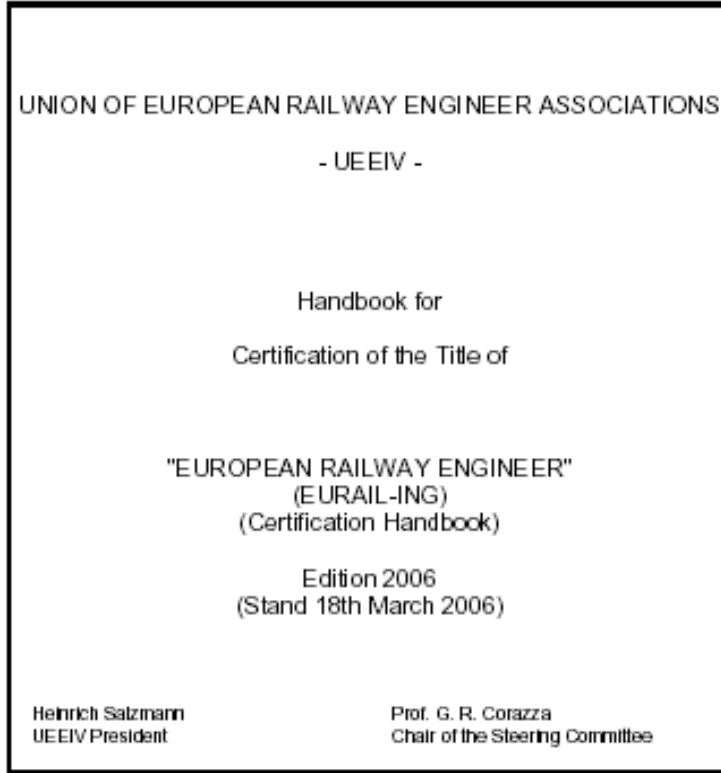 UNION OF EUROPEAN RAILWAY ENGINEER ASSOCIATIONS
- UEEIV -
Handbook for
Certification of the Title of
"EUROPEAN RAILWAY ENGINEER"
(EURAIL-ING)
(Certification Handbook)
Edition 2006
(Stand 18th March 2006)
Heinrich Salzmann
UEEIV President
Prof. G. R. Corazza
Chair of the Steering Committee